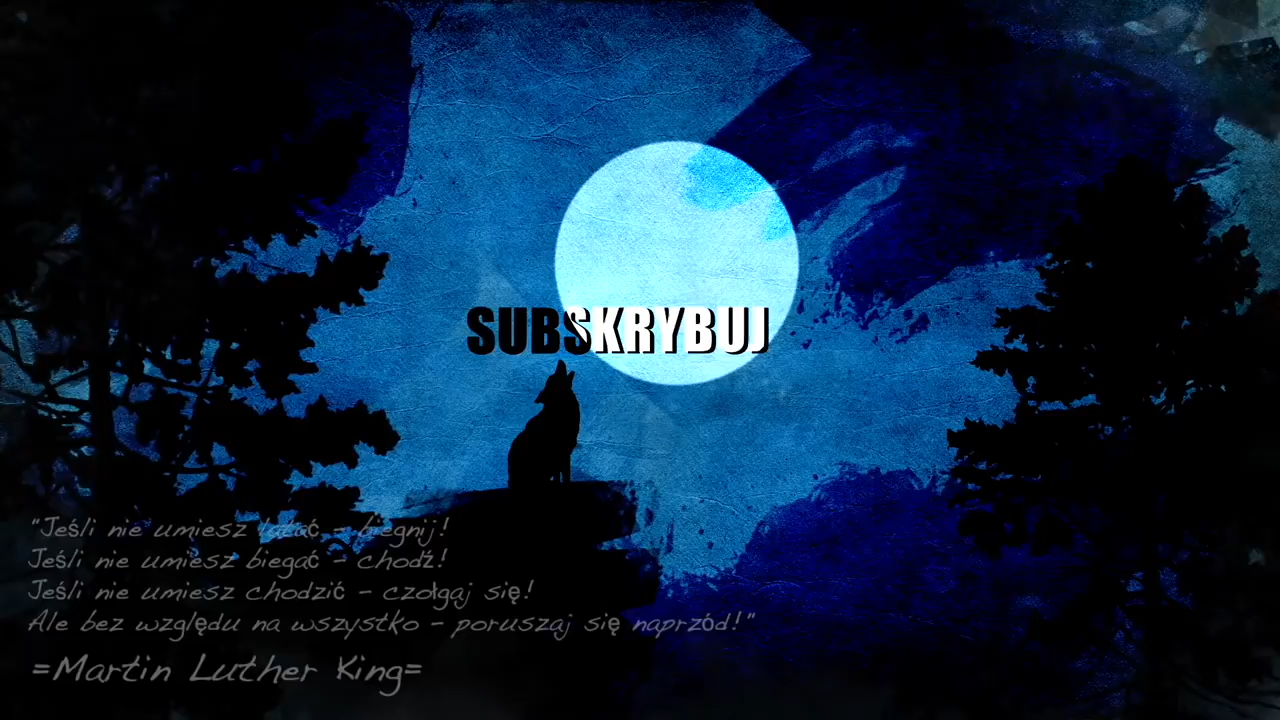 SUBSKRYBUJ
"Jeśli nie umiesz latać - biegnij!
Jeśli nie umiesz biegać - chodź!
Jeśli nie umiesz chodzić - czołgaj się!
Ale bez względu na wszystko - poruszaj się naprzód!"
=Martin Luther King=